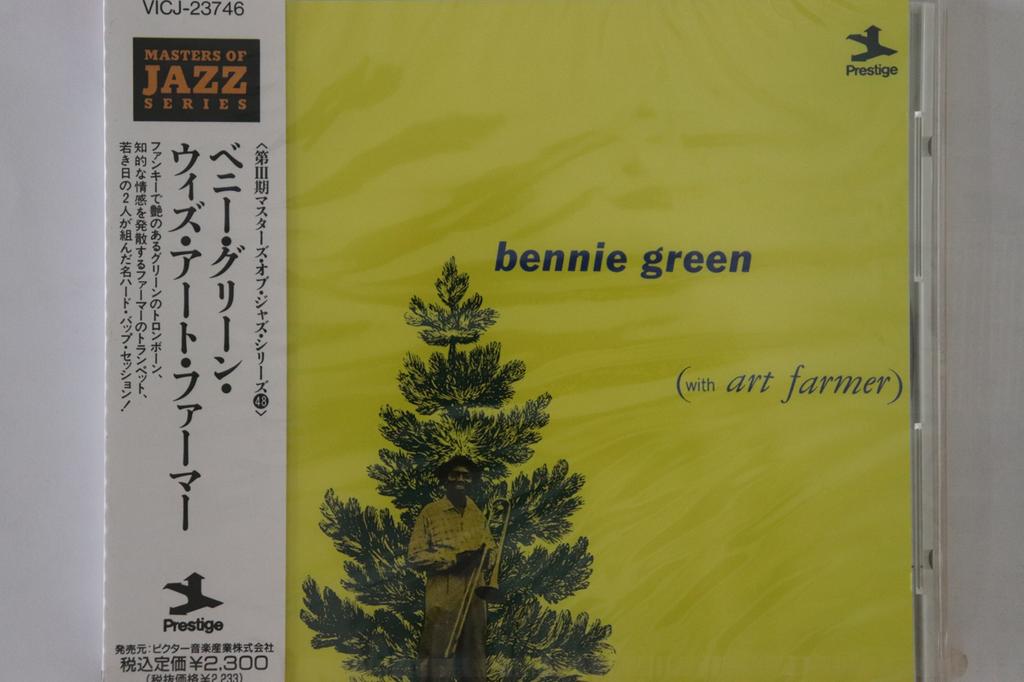 VICJ-23746
MASTERS OF
JAZZ
SERIES
〈第III期マスターズ・オブ・ジャズ・シリーズ48〉
ベニー・グリーン・
ウィズ・アート・ファーマー
ファンキーで艶のあるグリーンのトロンボーン、
知的な情感を発散するファーマーのトランペット、
若き日の2人が組んだ名ハード・バップ・セッション!
Prestige
発売元:ビクター音楽産業株式会社
税込定価¥2,300
(税抜価格¥2,233)
Prestige
bennie green
(with art farmer)